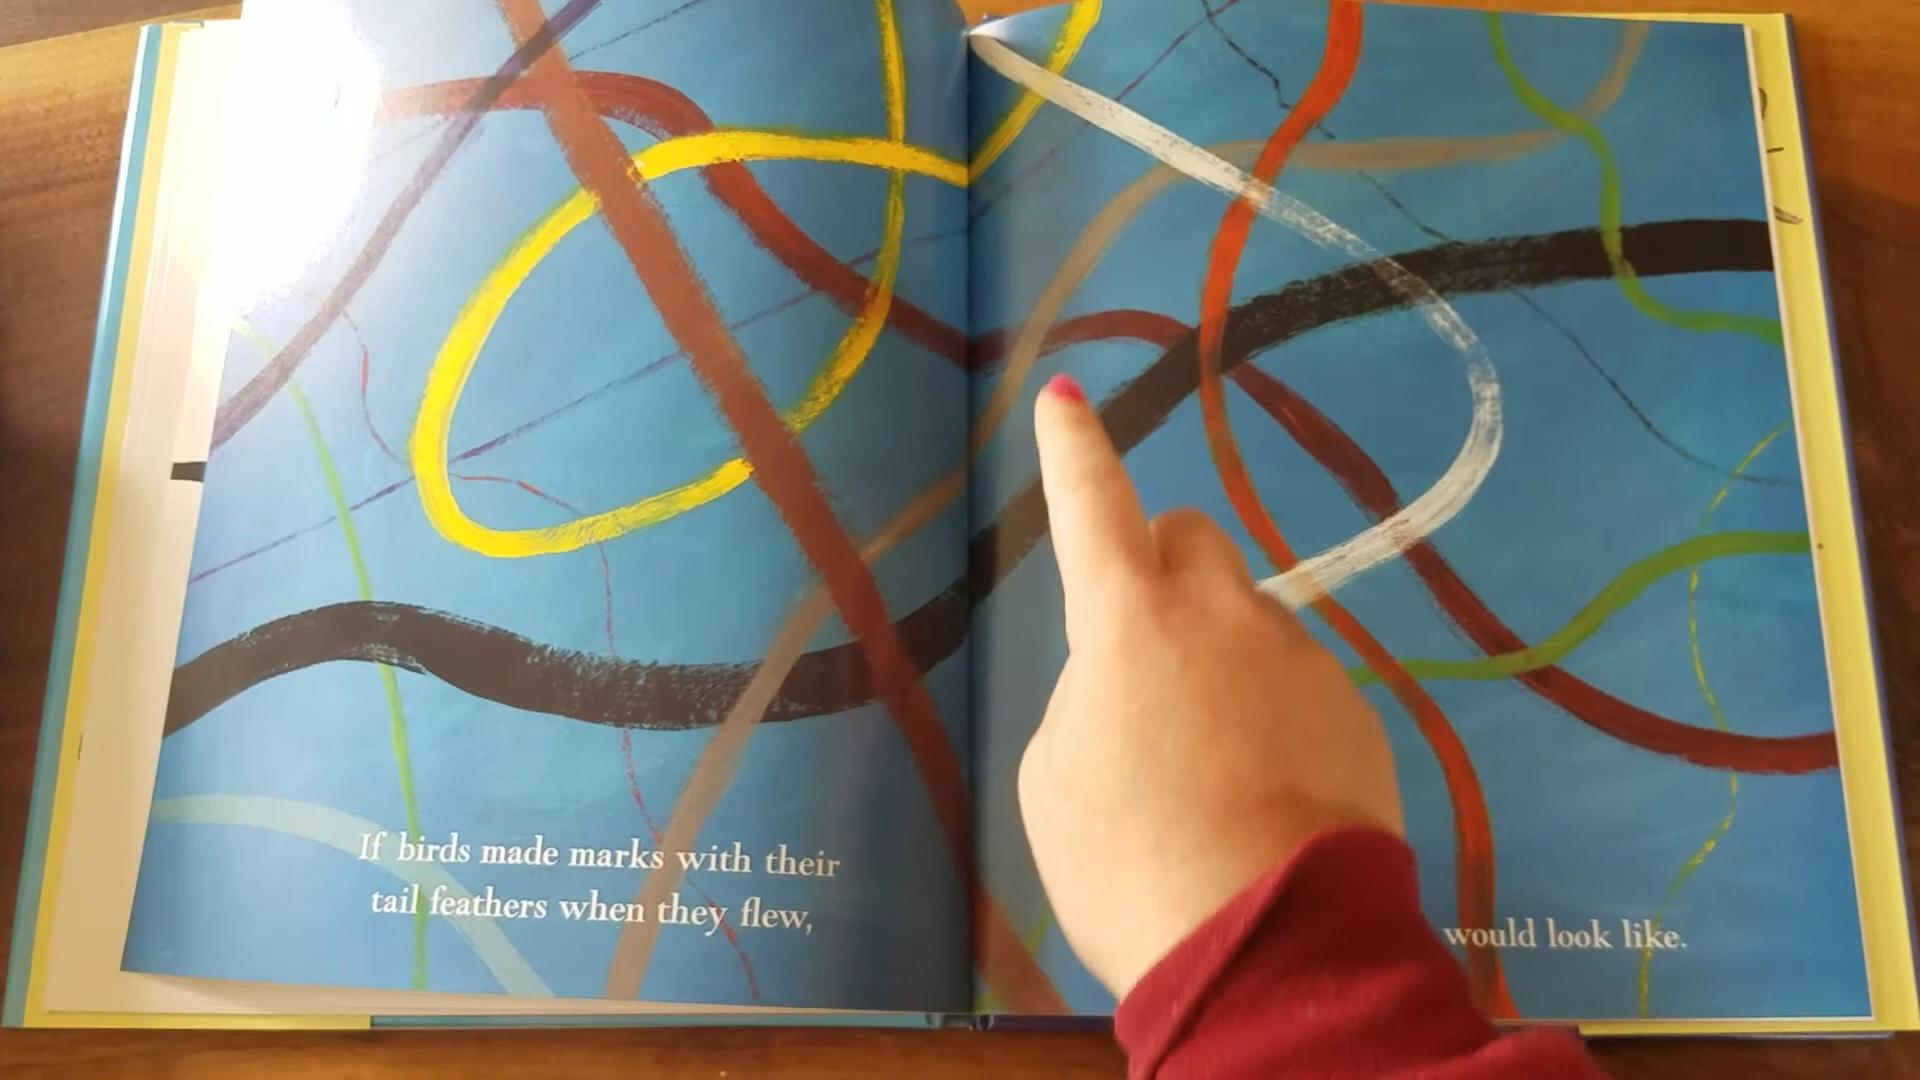 If birds made marks with their
tail feathers when they flew,
would look like.